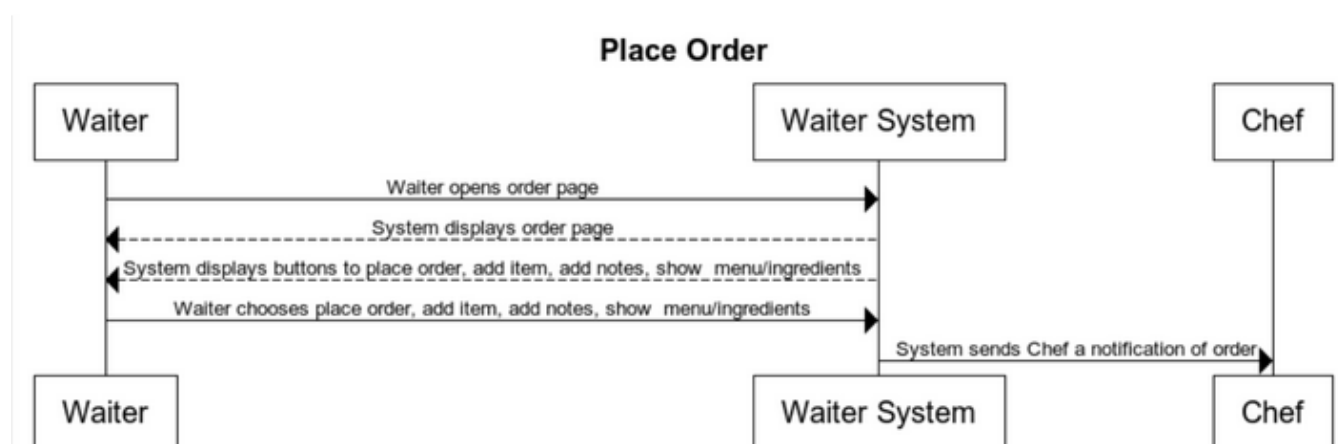 Place Order
Waiter
Waiter System
Chef
Waiter opens order page
System displays order page
System displays buttons to place order, add item, add notes, show menu/ingredients
Waiter chooses place order, add item, add notes, show menu/ingredients
System sends Chef a notification of order
Waiter
Waiter System
Chef